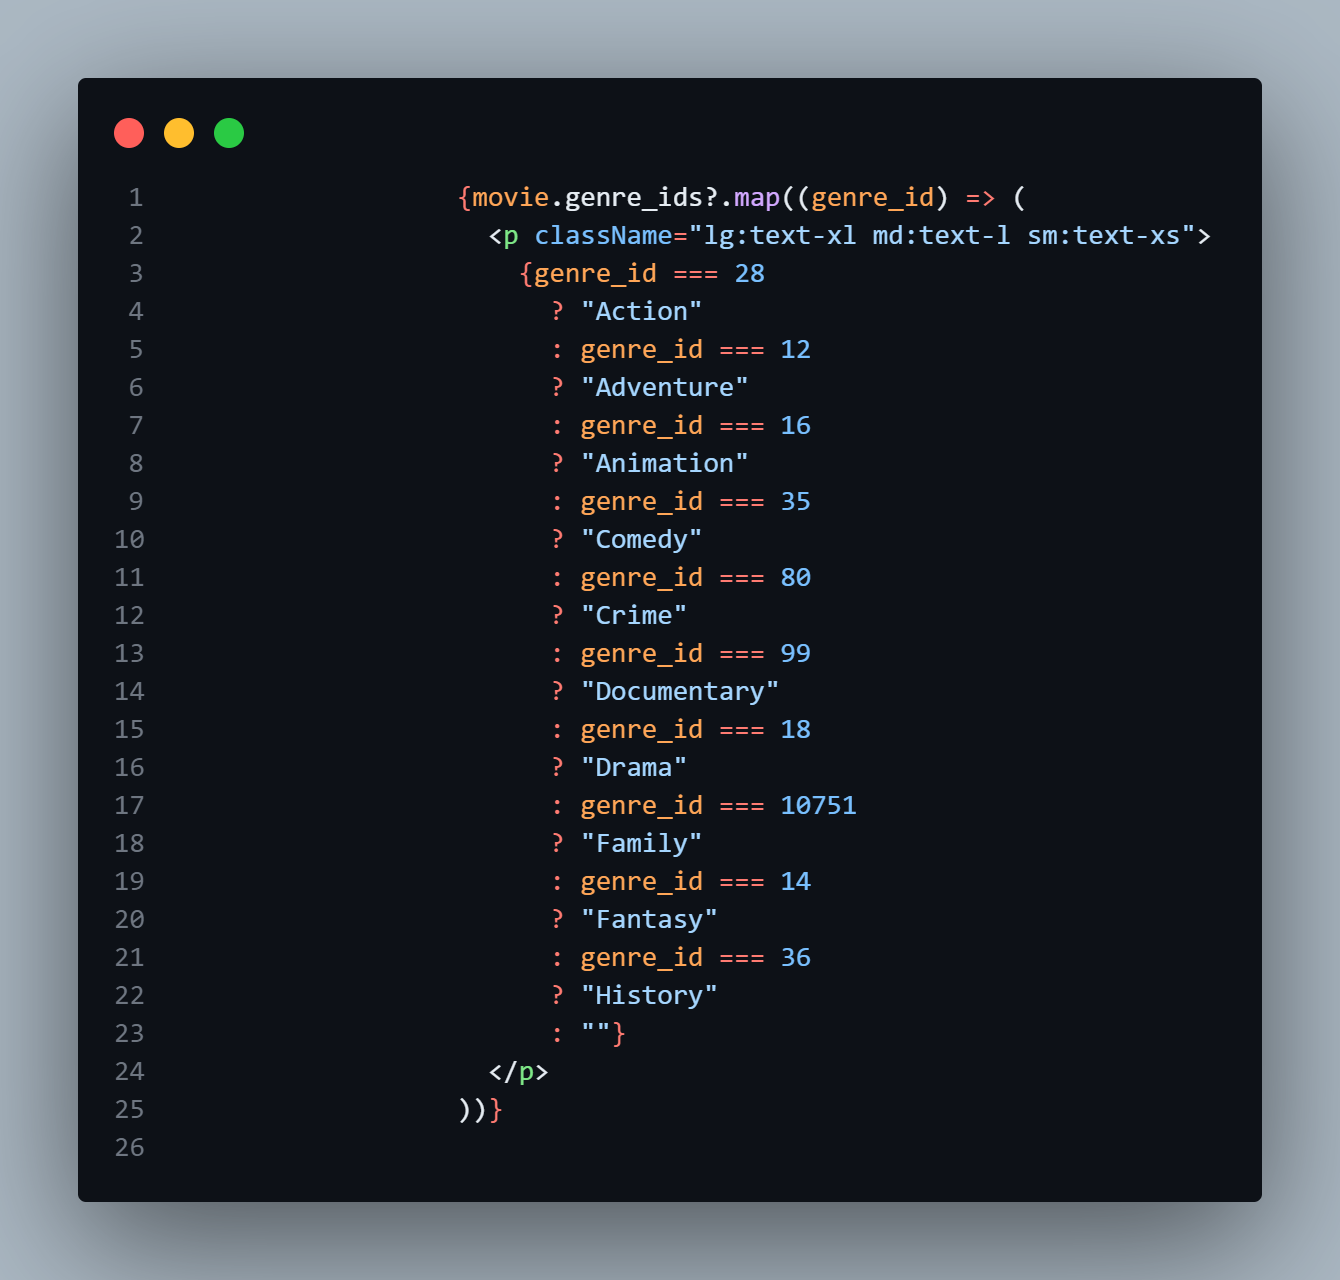 1 {movie.genre_ids?.map((genre_id) => (
2 <p className="lg:text-xl md:text-l sm:text-xs">
3 {genre_id === 28
4 ? "Action"
5 : genre_id === 12
6 ? "Adventure"
7 : genre_id === 16
8 ? "Animation"
9 : genre_id === 35
10 ? "Comedy"
11 : genre_id === 80
12 ? "Crime"
13 : genre_id === 99
14 ? "Documentary"
15 : genre_id === 18
16 ? "Drama"
17 : genre_id === 10751
18 ? "Family"
19 : genre_id === 14
20 ? "Fantasy"
21 : genre_id === 36
22 ? "History"
23 : ""}
24 </p>
25 ))}
26